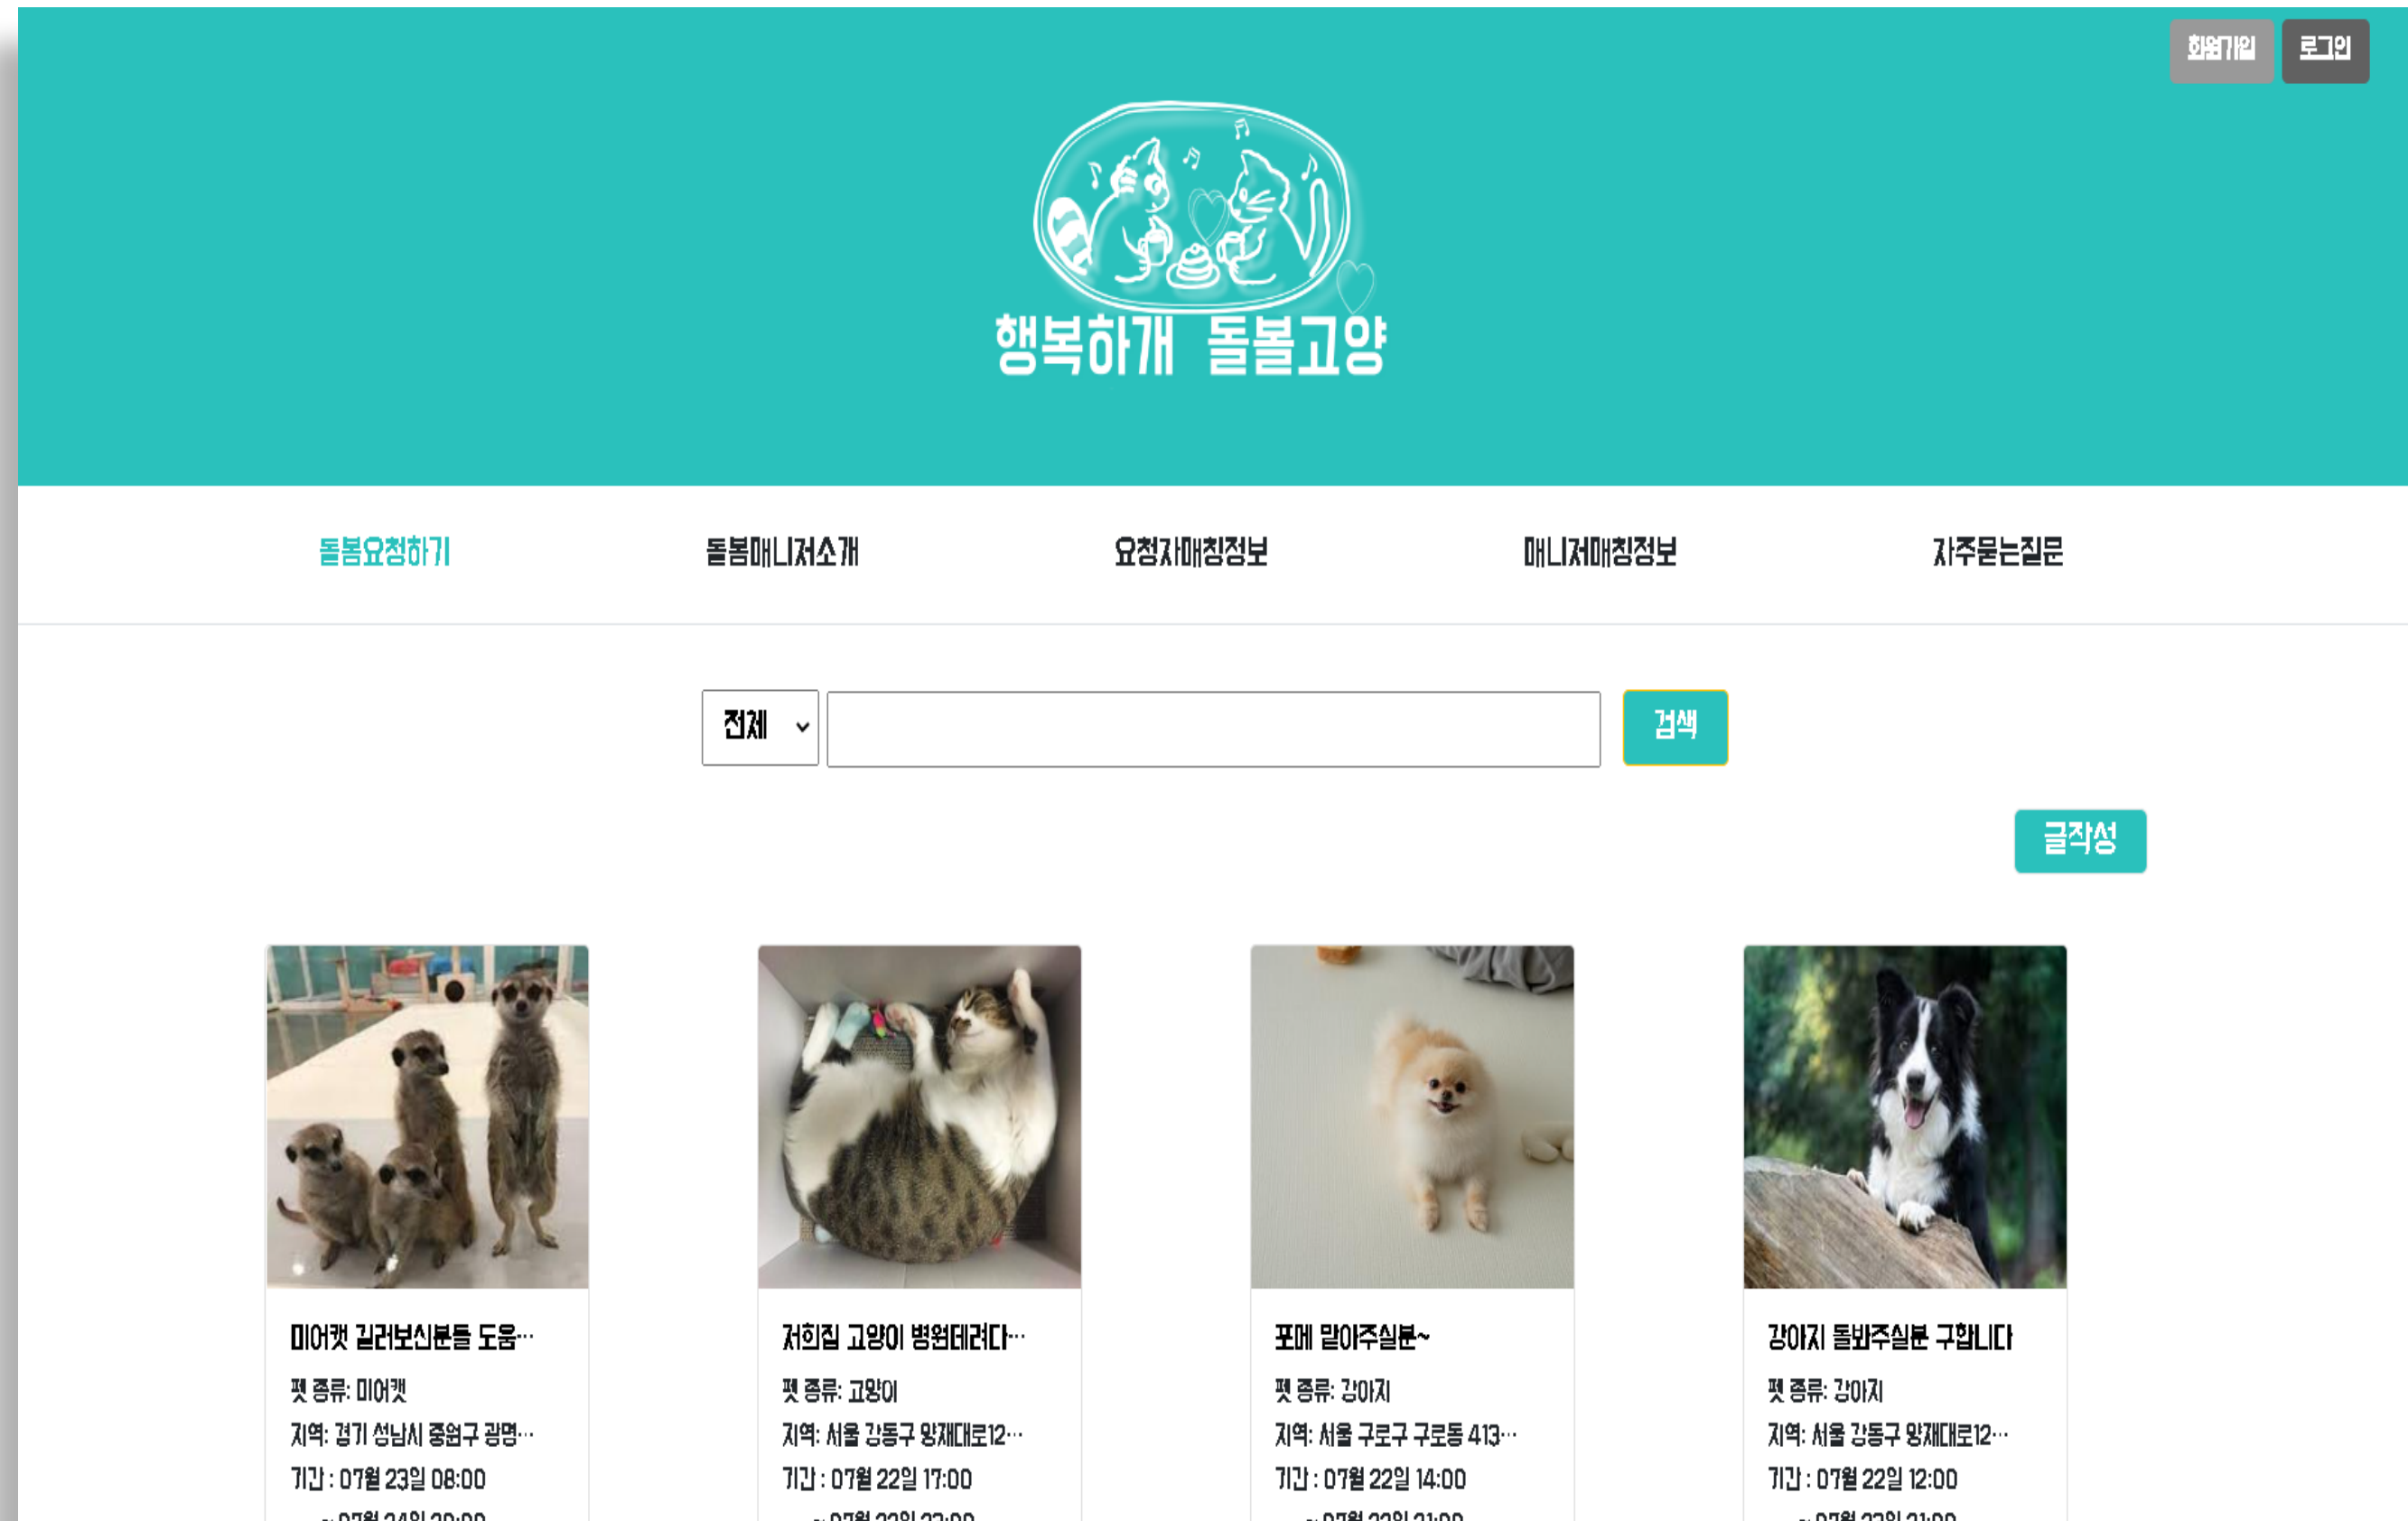 회원가입 로그인
행복하개 돌볼고양
돌봄요청하기 돌봄매니저소개 요청자매칭정보 매니저매칭정보 자주묻는질문
전체 검색
글작성
미어캣 길러보신분들 도움…
펫 종류: 미어캣
지역: 경기 성남시 중원구 광명…
기간 : 07월 23일 08:00
저희집 고양이 병원데려다…
펫 종류: 고양이
지역: 서울 강동구 양재대로12…
기간 : 07월 22일 17:00
포메 맡아주실분~
펫 종류: 강아지
지역: 서울 구로구 구로동 413…
기간 : 07월 22일 14:00
강아지 돌봐주실분 구합니다
펫 종류: 강아지
지역: 서울 강동구 양재대로12…
기간 : 07월 22일 12:00